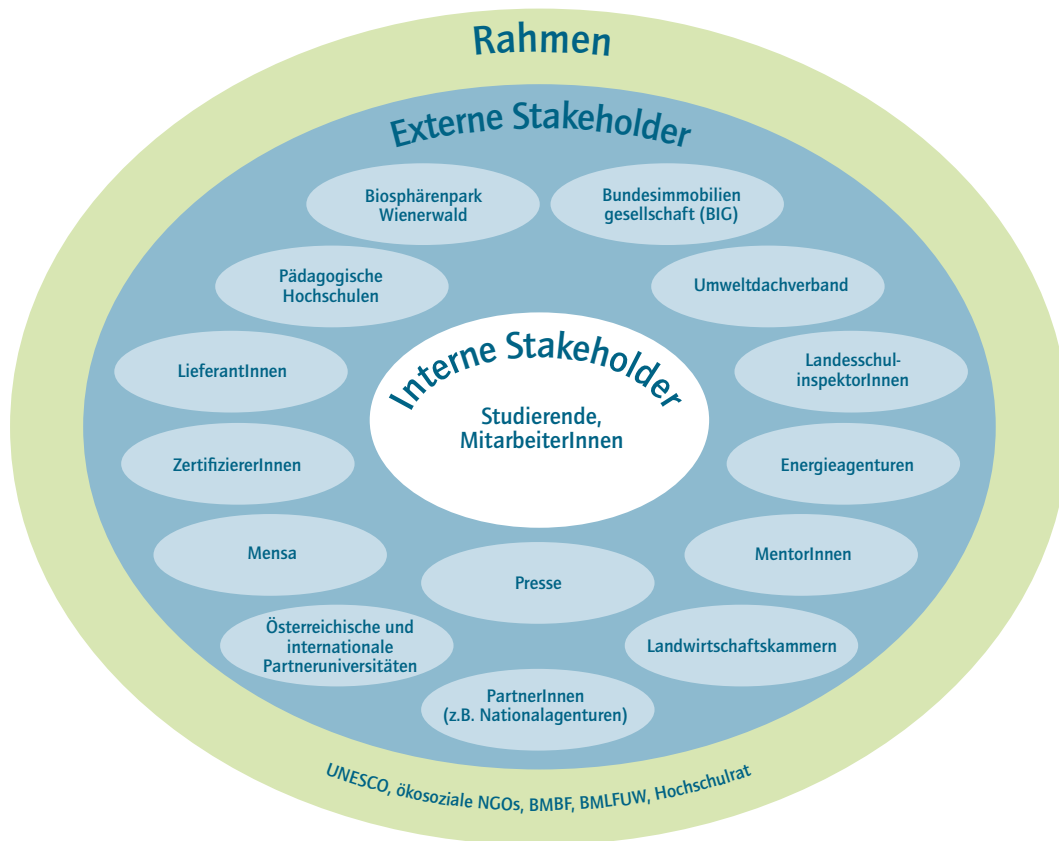 Rahmen
Externe Stakeholder
Biosphärenpark
Wienerwald
Bundesimmobilien
gesellschaft (BIG)
Pädagogische
Hochschulen
Umweltdachverband
LieferantInnen
Landesschul-
inspektorInnen
Interne Stakeholder
Studierende,
MitarbeiterInnen
ZertifiziererInnen
Energieagenturen
Mensa
MentorInnen
Presse
Österreichische und
internationale
Partneruniversitäten
Landwirtschaftskammern
PartnerInnen
(z.B. Nationalagenturen)
UNESCO, ökosoziale NGOs, BMBF, BMLFUW, Hochschulrat